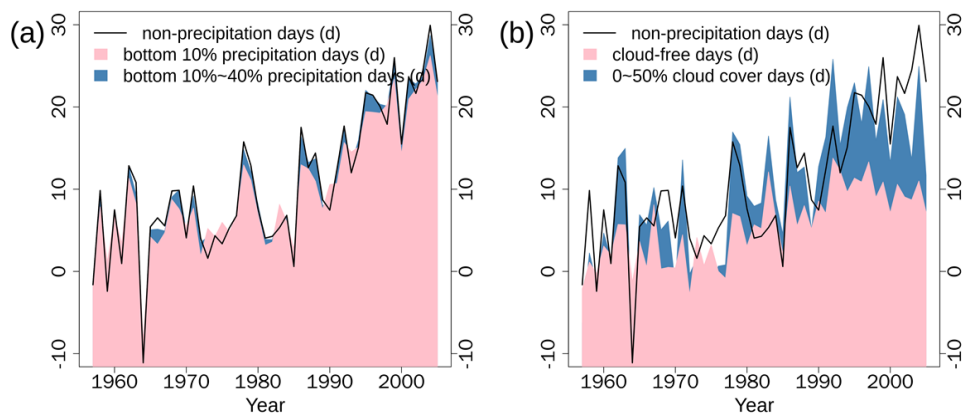 (a)
non-precipitation days (d)
bottom 10% precipitation days (d)
bottom 10%~40% precipitation days (d)
30
20
10
0
-10
30
20
10
0
-10
1960 1970 1980 1990 2000
Year
(b)
non-precipitation days (d)
cloud-free days (d)
0~50% cloud cover days (d)
30
20
10
0
-10
30
20
10
0
-10
1960 1970 1980 1990 2000
Year